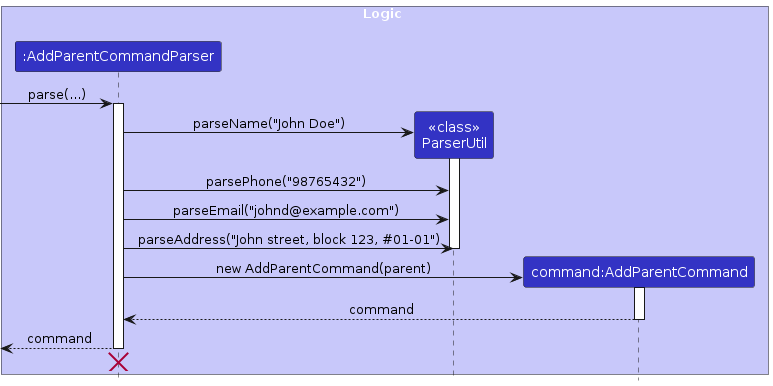 Logic
:AddParentCommandParser
parse(...)
parseName("John Doe")
«class»
ParserUtil
parsePhone("98765432")
parseEmail("johnd@example.com")
parseAddress("John street, block 123, #01-01")
new AddParentCommand(parent)
command:AddParentCommand
command
command